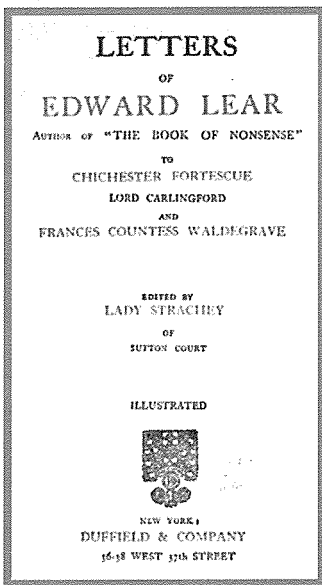 LETTERS
OF
EDWARD LEAR
AUTHOR OF "THE BOOK OF NONSENSE"
TO
CHICHESTER FORTESCUE
LORD CARLINGFORD
AND
FRANCES COUNTESS WALDEGRAVE
EDITED BY
LADY STRACHEY
OF
SUTTON COURT
ILLUSTRATED
NEW YORK:
DUFFIELD & COMPANY
36-38 WEST 37th STREET